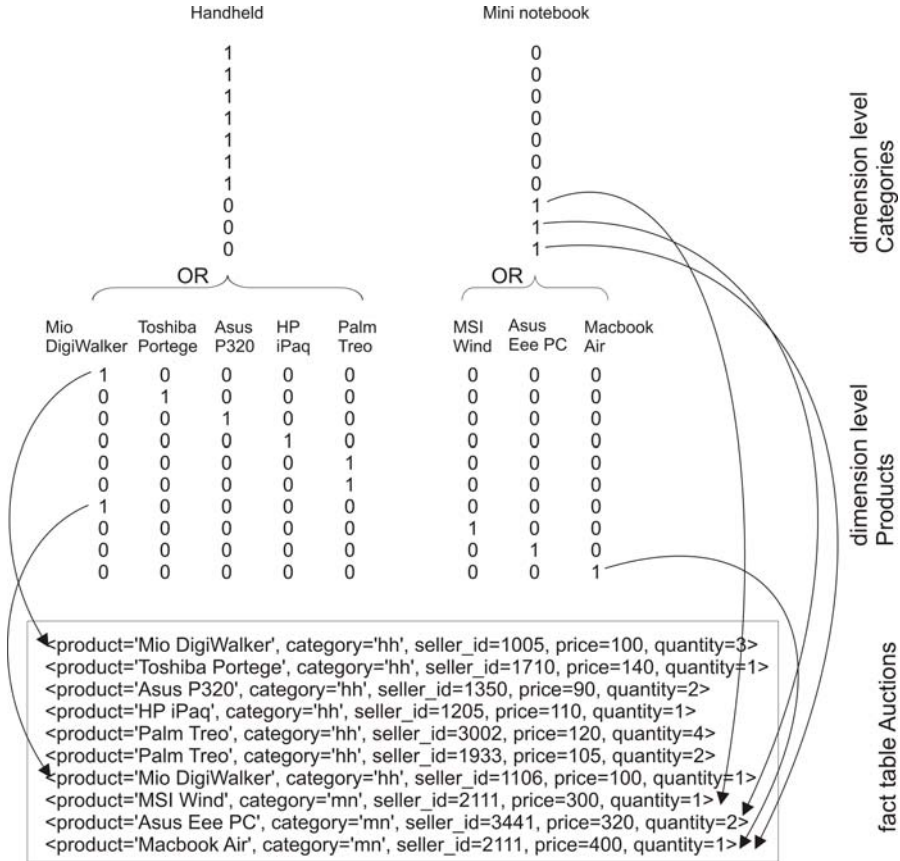 Handheld Mini notebook
1 0
1 0
1 0
1 0
1 0
1 0
1 0
0 1
0 1
0 1
dimension level
Categories
OR OR
Mio Toshiba Asus HP Palm MSI Asus Macbook
DigiWalker Portege P320 iPaq Treo Wind Eee PC Air
1 0 0 0 0 0 0 0
0 1 0 0 0 0 0 0
0 0 1 0 0 0 0 0
0 0 0 1 0 0 0 0
0 0 0 0 1 0 0 0
0 0 0 0 1 0 0 0
1 0 0 0 0 0 0 0
0 0 0 0 0 1 0 0
0 0 0 0 0 0 1 0
0 0 0 0 0 0 0 1
dimension level
Products
<product='Mio DigiWalker', category='hh', seller_id=1005, price=100, quantity=3>
<product='Toshiba Portege', category='hh', seller_id=1710, price=140, quantity=1>
<product='Asus P320', category='hh', seller_id=1350, price=90, quantity=2>
<product='HP iPaq', category='hh', seller_id=1205, price=110, quantity=1>
<product='Palm Treo', category='hh', seller_id=3002, price=120, quantity=4>
<product='Palm Treo', category='hh', seller_id=1933, price=105, quantity=2>
<product='Mio DigiWalker', category='hh', seller_id=1106, price=100, quantity=1>
<product='MSI Wind', category='mn', seller_id=2111, price=300, quantity=1>
<product='Asus Eee PC', category='mn', seller_id=3441, price=320, quantity=2>
<product='Macbook Air', category='mn', seller_id=2111, price=400, quantity=1>
fact table Auctions